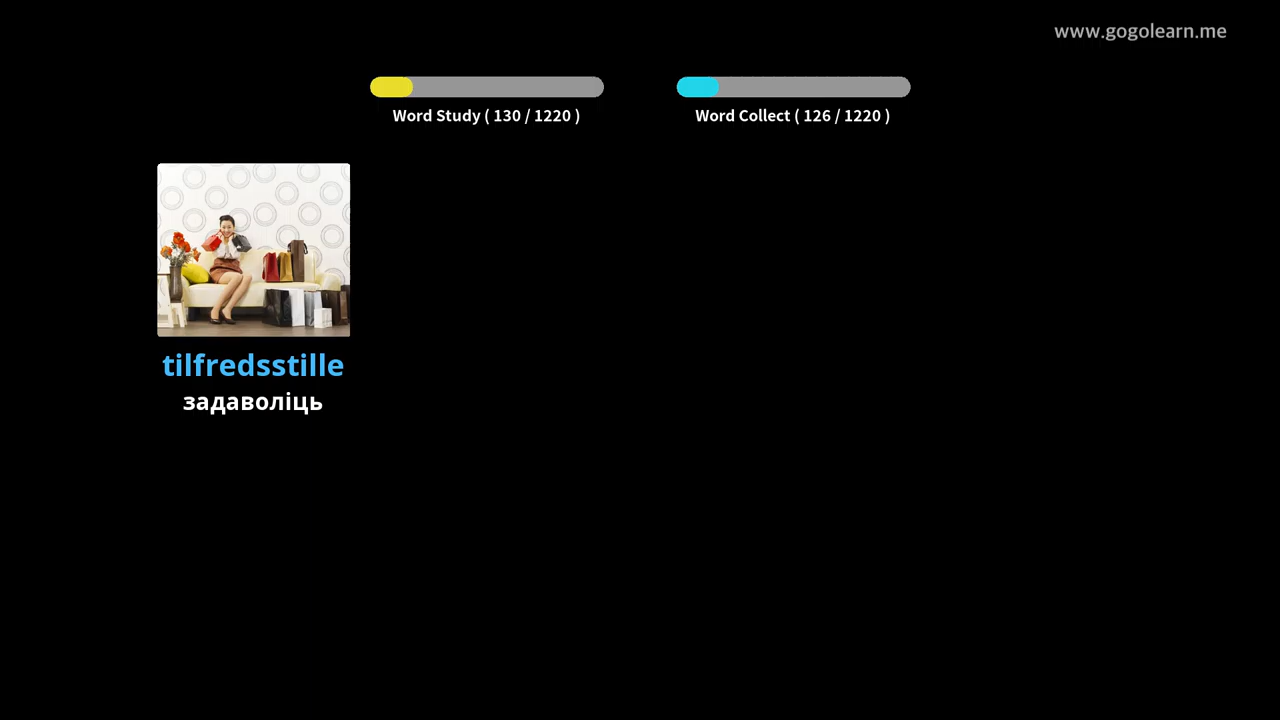 www.gogolearn.me
Word Study ( 130 / 1220 )
Word Collect ( 126 / 1220 )
tilfredsstille
задаволіць